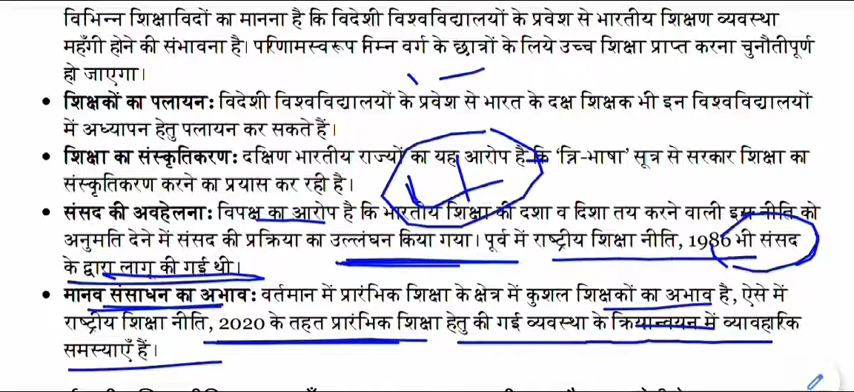 विभिन्न शिक्षाविदों का मानना है कि विदेशी विश्वविद्यालयों के प्रवेश से भारतीय शिक्षण व्यवस्था
महँगी होने की संभावना है। परिणामस्वरूप निम्न वर्ग के छात्रों के लिये उच्च शिक्षा प्राप्त करना चुनौतीपूर्ण
हो जाएगा।
• शिक्षकों का पलायन: विदेशी विश्वविद्यालयों के प्रवेश से भारत के दक्ष शिक्षक भी इन विश्वविद्यालयों
में अध्यापन हेतु पलायन कर सकते हैं।
• शिक्षा का संस्कृतिकरण: दक्षिण भारतीय राज्यों का यह आरोप है कि 'त्रि-भाषा' सूत्र से सरकार शिक्षा का
संस्कृतिकरण करने का प्रयास कर रही है।
• संसद की अवहेलना: विपक्ष का आरोप है कि भारतीय शिक्षा की दशा व दिशा तय करने वाली इस नीति को
अनुमति देने में संसद की प्रक्रिया का उल्लंघन किया गया। पूर्व में राष्ट्रीय शिक्षा नीति, 1986 भी संसद
के द्वारा लागू की गई थी।
• मानव संसाधन का अभाव: वर्तमान में प्रारंभिक शिक्षा के क्षेत्र में कुशल शिक्षकों का अभाव है, ऐसे में
राष्ट्रीय शिक्षा नीति, 2020 के तहत प्रारंभिक शिक्षा हेतु की गई व्यवस्था के क्रियान्वयन में व्यावहारिक
समस्याएँ हैं।